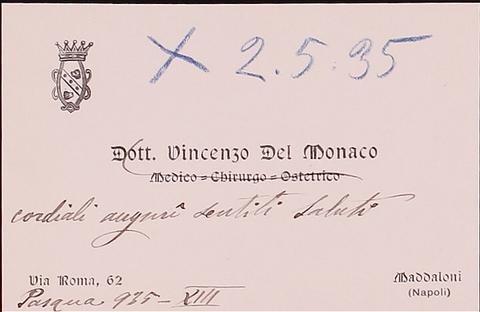 X 2.5.35
Dott. Vincenzo Del Monaco
Medico-Chirurgo-Ostetrico
cordiali auguri sentiti saluti
Via Roma, 62
Maddaloni
(Napoli)
Pasqua 935-XIII